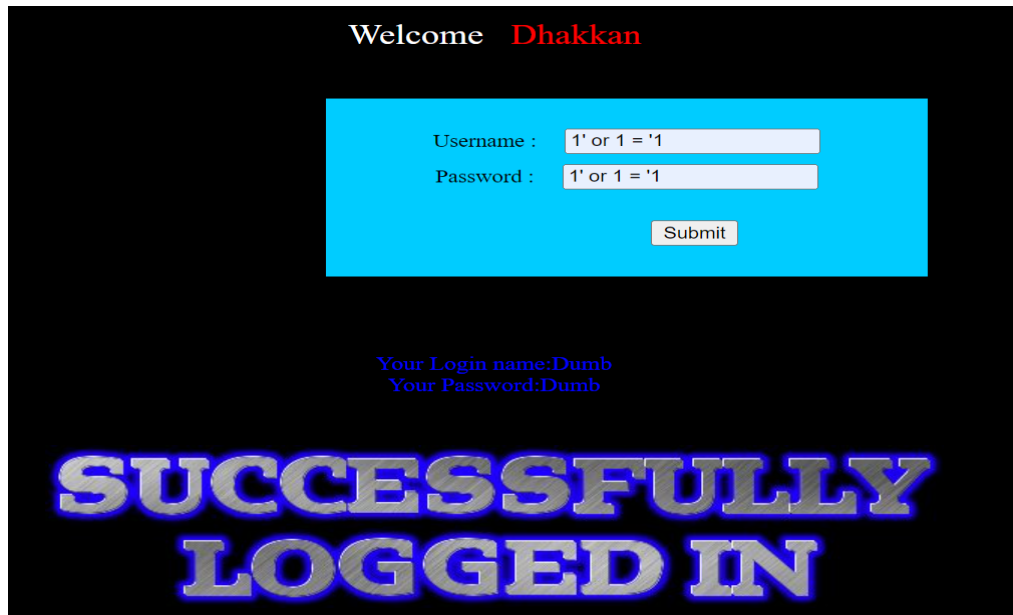 Welcome Dhakkan
Username : 1' or 1 = '1
Password : 1' or 1 = '1
Submit
Your Login name:Dumb
Your Password:Dumb
SUCCESSFULLY
LOGGED IN